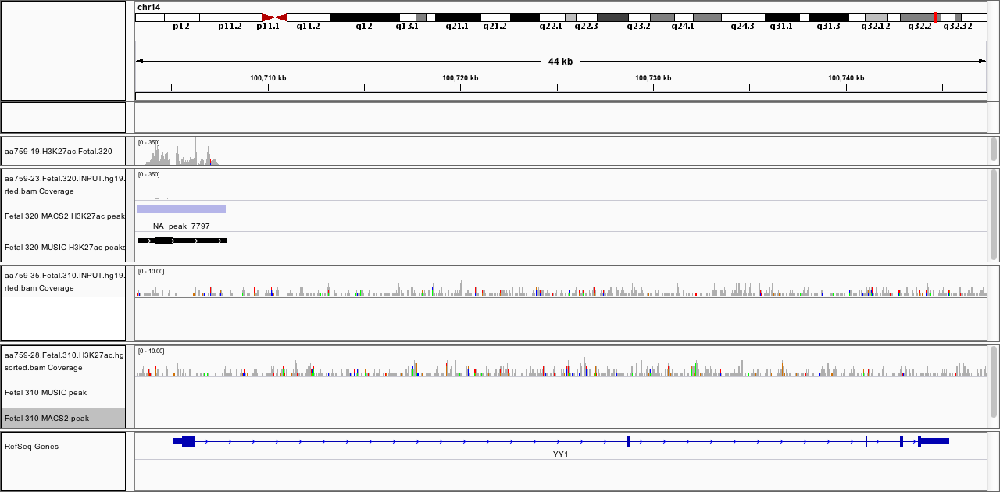 chr14
p12 p11.2 p11.1 q11.2 q12 q13.1 q21.1 q21.2 q22.1 q22.3 q23.2 q24.1 q24.3 q31.1 q31.3 q32.12 q32.2 q32.32
44 kb
100,710 kb 100,720 kb 100,730 kb 100,740 kb
aa759-19.H3K27ac.Fetal.320
[0 - 350]
aa759-23.Fetal.320.INPUT.hg19.
rted.bam Coverage
[0 - 350]
Fetal 320 MACS2 H3K27ac peak
NA_peak_7797
Fetal 320 MUSIC H3K27ac peaks
aa759-35.Fetal.310.INPUT.hg19.
rted.bam Coverage
[0 - 10.00]
aa759-28.Fetal.310.H3K27ac.hg
sorted.bam Coverage
[0 - 10.00]
Fetal 310 MUSIC peak
Fetal 310 MACS2 peak
RefSeq Genes
YY1